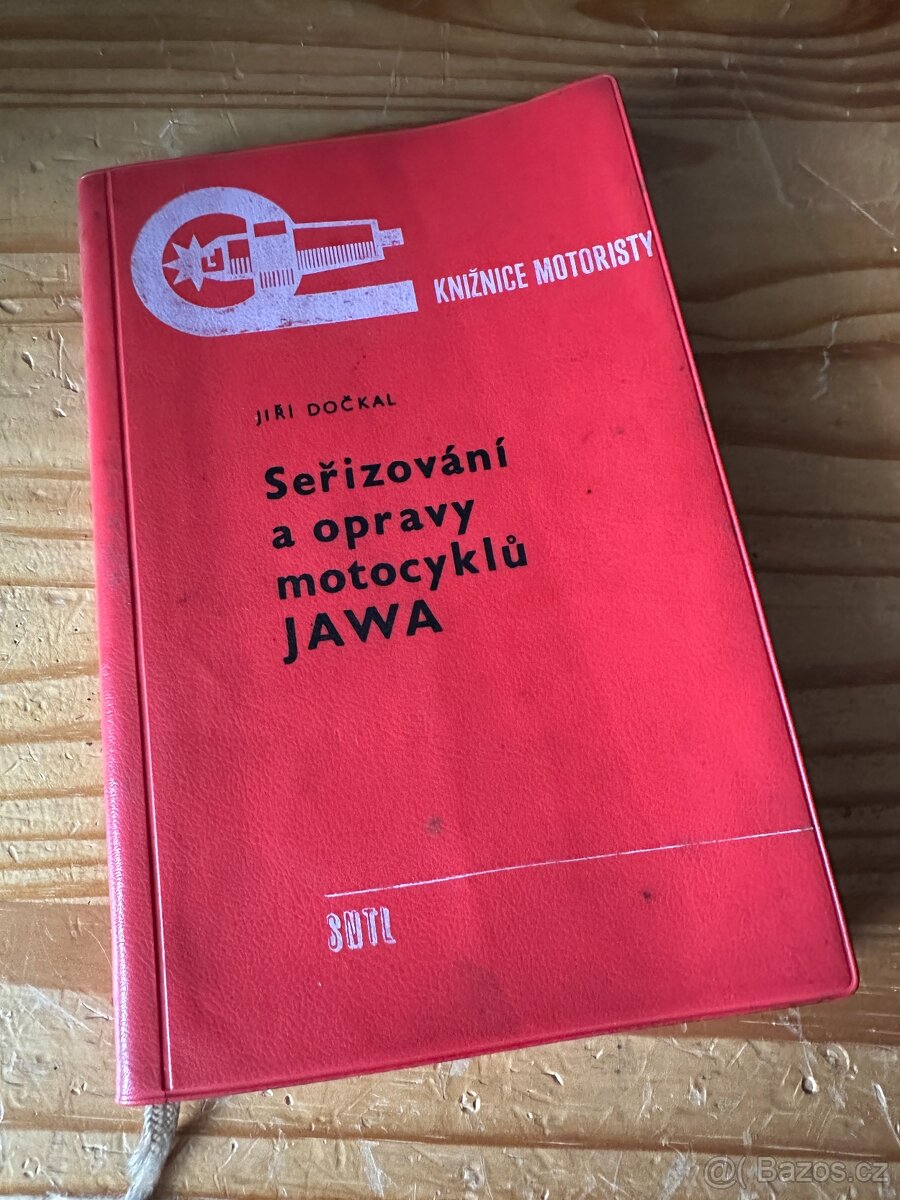 KNIŽNICE MOTORISTY
JIŘÍ DOČKAL
Seřizování
a opravy
motocyklů
JAWA
SNTL
@( Bazos.cz